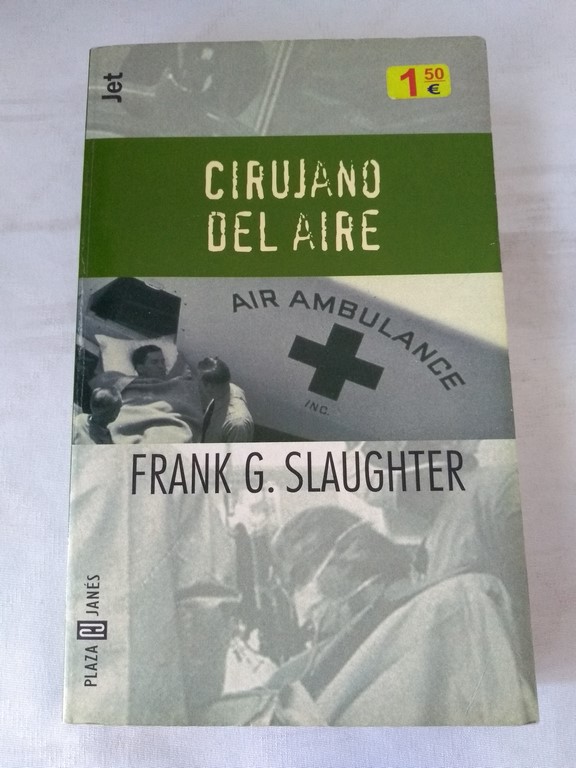 Jet
1 50 €
CIRUJANO
DEL AIRE
AIR AMBULANCE
INC.
FRANK G. SLAUGHTER
PLAZA JANÉS